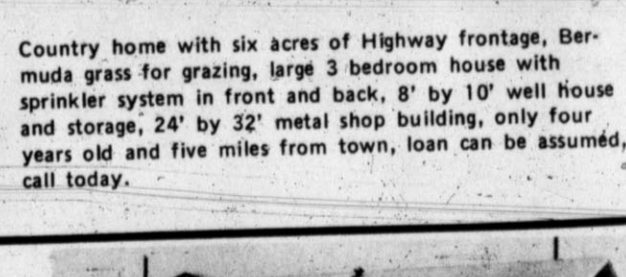 Country home with six acres of Highway frontage, Ber-
muda grass for grazing, large 3 bedroom house with
sprinkler system in front and back, 8' by 10' well house
and storage, 24' by 32' metal shop building, only four
years old and five miles from town, loan can be assumed,
call today.